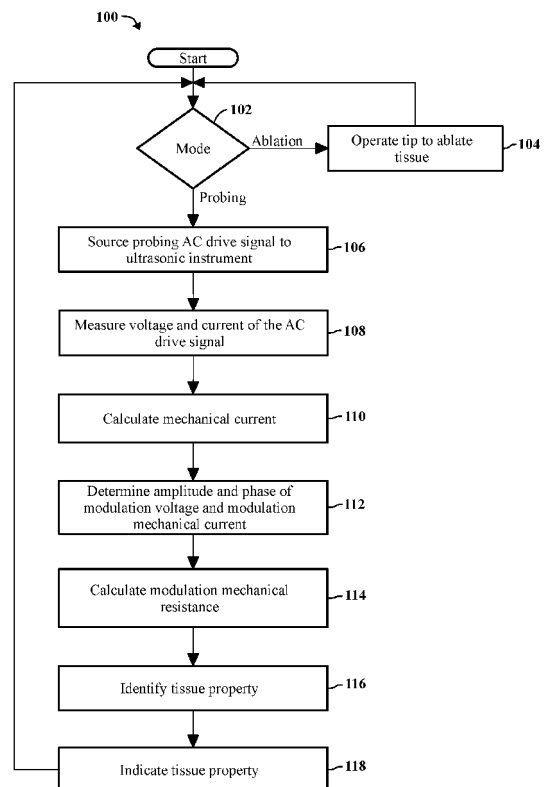 100
Start
102
Mode
Ablation
Operate tip to ablate
tissue
104
Probing
Source probing AC drive signal to
ultrasonic instrument
106
Measure voltage and current of the AC
drive signal
108
Calculate mechanical current
110
Determine amplitude and phase of
modulation voltage and modulation
mechanical current
112
Calculate modulation mechanical
resistance
114
Identify tissue property
116
Indicate tissue property
118